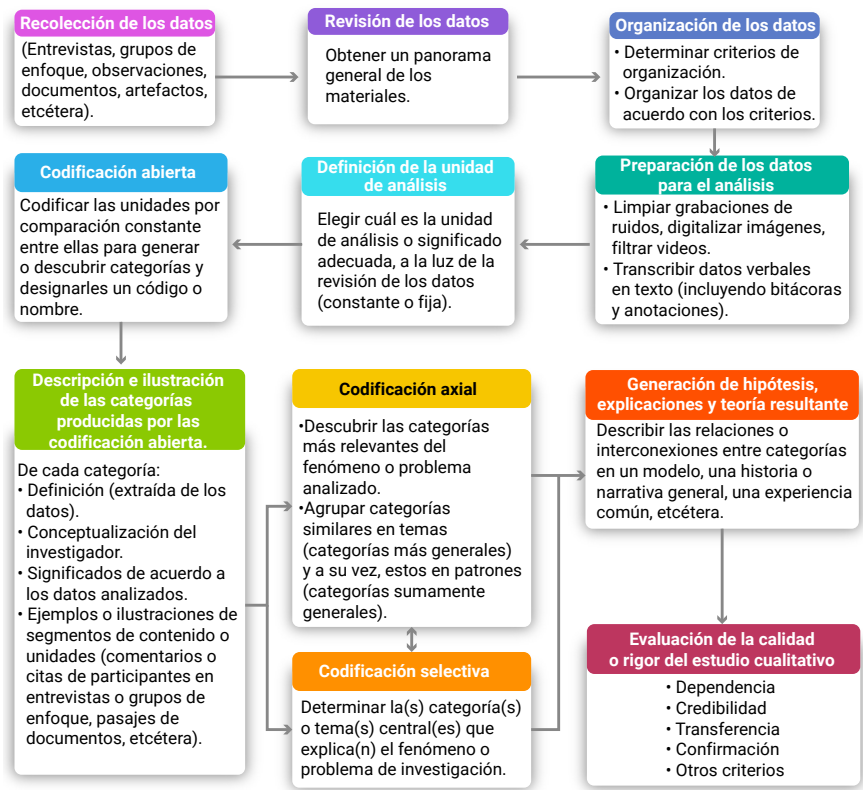 Recolección de los datos
(Entrevistas, grupos de
enfoque, observaciones,
documentos, artefactos,
etcétera).
Revisión de los datos
Obtener un panorama
general de los
materiales.
Organización de los datos
• Determinar criterios de
organización.
• Organizar los datos de
acuerdo con los criterios.
Preparación de los datos
para el análisis
• Limpiar grabaciones de
ruidos, digitalizar imágenes,
filtrar videos.
• Transcribir datos verbales
en texto (incluyendo bitácoras
y anotaciones).
Definición de la unidad
de análisis
Elegir cuál es la unidad
de análisis o significado
adecuada, a la luz de la
revisión de los datos
(constante o fija).
Codificación abierta
Codificar las unidades por
comparación constante
entre ellas para generar
o descubrir categorías y
designarles un código o
nombre.
Descripción e ilustración
de las categorías
producidas por las
codificación abierta.
De cada categoría:
• Definición (extraída de los
datos).
• Conceptualización del
investigador.
• Significados de acuerdo a
los datos analizados.
• Ejemplos o ilustraciones de
segmentos de contenido o
unidades (comentarios o
citas de participantes en
entrevistas o grupos de
enfoque, pasajes de
documentos, etcétera).
Codificación axial
•Descubrir las categorías
más relevantes del
fenómeno o problema
analizado.
•Agrupar categorías
similares en temas
(categorías más generales)
y a su vez, estos en patrones
(categorías sumamente
generales).
Codificación selectiva
Determinar la(s) categoría(s)
o tema(s) central(es) que
explica(n) el fenómeno o
problema de investigación.
Generación de hipótesis,
explicaciones y teoría resultante
Describir las relaciones o
interconexiones entre categorías
en un modelo, una historia o
narrativa general, una experiencia
común, etcétera.
Evaluación de la calidad
o rigor del estudio cualitativo
• Dependencia
• Credibilidad
• Transferencia
• Confirmación
• Otros criterios